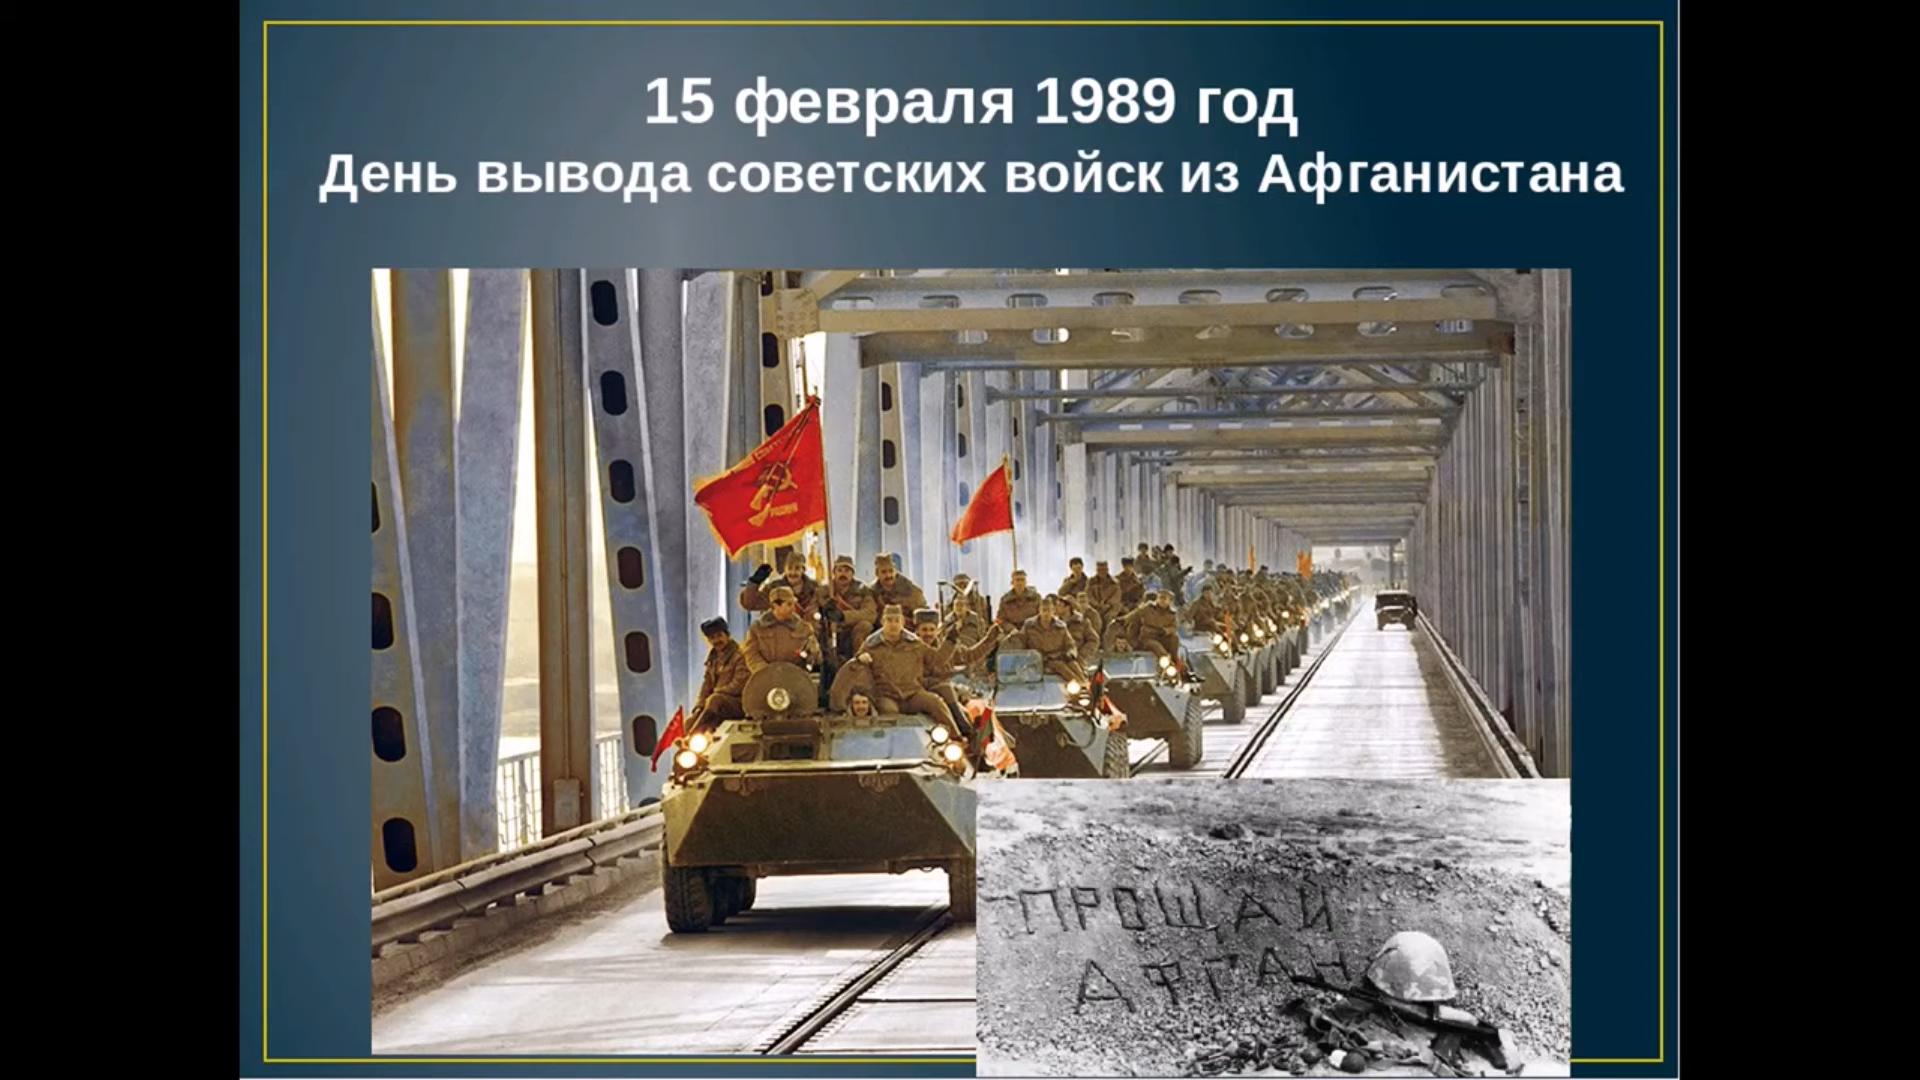 15 февраля 1989 год
День вывода советских войск из Афганистана
ПРОЩАЙ
АФГАН